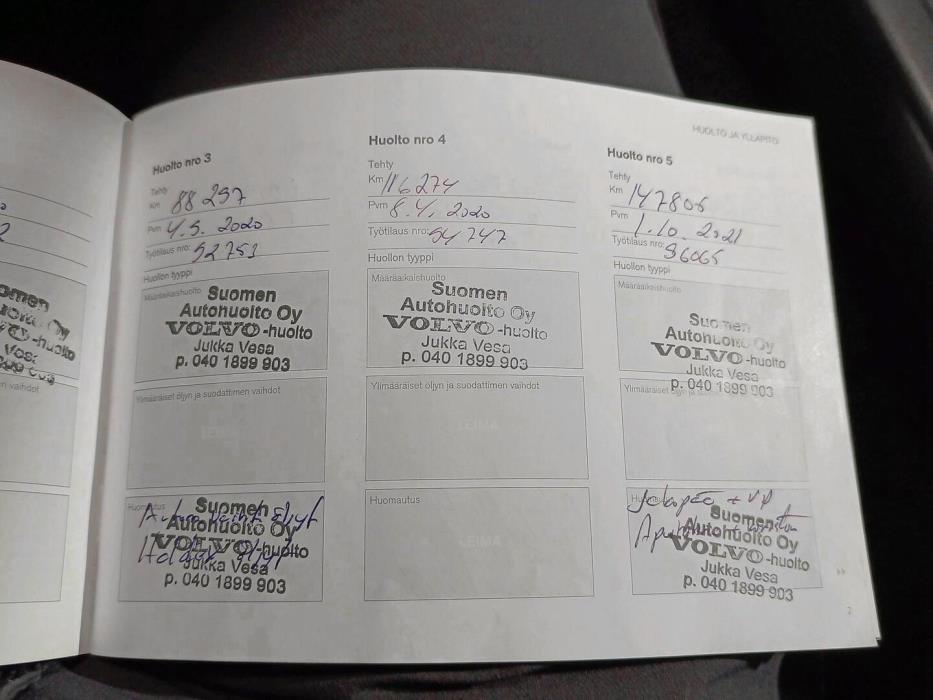 HUOLTO JA YLLÄPITO
Huolto nro 3
Tehty
Km 88 297
Pvm 4.5. 2020
Työtilaus nro: 52753
Huollon tyyppi
Määräaikaishuolto
Suomen
Autohuolto Oy
VOLVO-huolto
Jukka Vesa
p. 040 1899 903
Ylimääräiset öljyn ja suodattimen vaihdot
LEIMA
Huomautus
Suomen
Autohuolto Oy
VOLVO-huolto
Jukka Vesa
p. 040 1899 903
Huolto nro 4
Tehty
Km 116 274
Pvm 8.4. 2020
Työtilaus nro: 54747
Huollon tyyppi
Määräaikaishuolto
Suomen
Autohuolto Oy
VOLVO-huolto
Jukka Vesa
p. 040 1899 903
Ylimääräiset öljyn ja suodattimen vaihdot
LEIMA
Huomautus
LEIMA
Huolto nro 5
Tehty
Km 147806
Pvm 1.10. 2021
Työtilaus nro: 56065
Huollon tyyppi
Määräaikaishuolto
Suomen
Autohuolto Oy
VOLVO-huolto
Jukka Vesa
p. 040 1899 903
Ylimääräiset öljyn ja
Suomen
Autohuolto Oy
VOLVO-huolto
Jukka Vesa
p. 040 1899 903